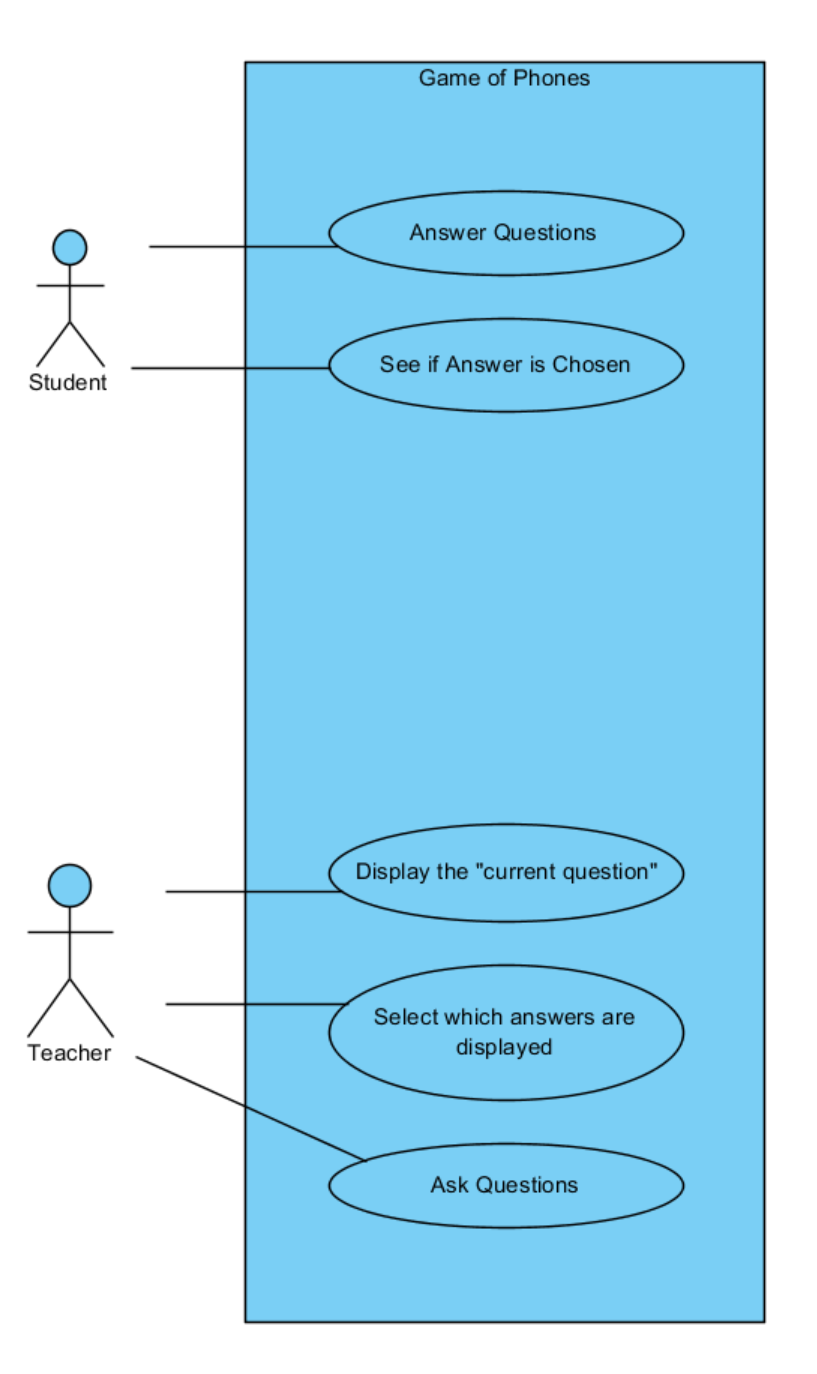 Game of Phones
Answer Questions
See if Answer is Chosen
Student
Display the "current question"
Select which answers are
displayed
Teacher
Ask Questions